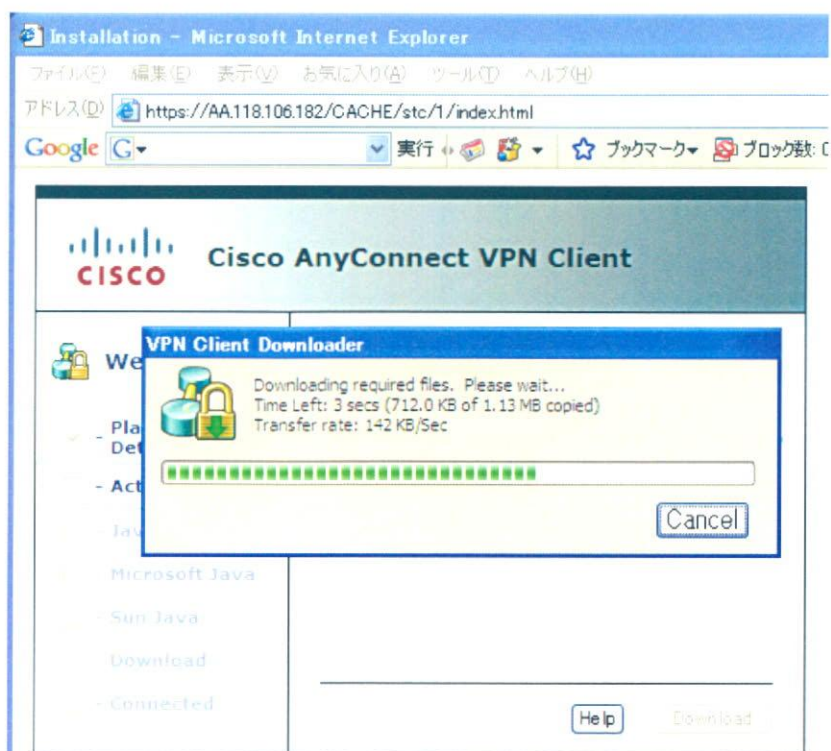 Installation - Microsoft Internet Explorer
ファイル(F) 編集(E) 表示(V) お気に入り(A) ツール(T) ヘルプ(H)
アドレス(D) https://AA.118.106.182/CACHE/stc/1/index.html
Google G 実行 ブックマーク ブロック数: 0
CISCO
Cisco AnyConnect VPN Client
VPN Client Downloader
We
Downloading required files. Please wait...
Time Left: 3 secs (712.0 KB of 1.13 MB copied)
Transfer rate: 142 KB/Sec
- Pla
Det
- Act
Cancel
Jav
Microsoft Java
- Sun Java
Download
- Connected
Help Download